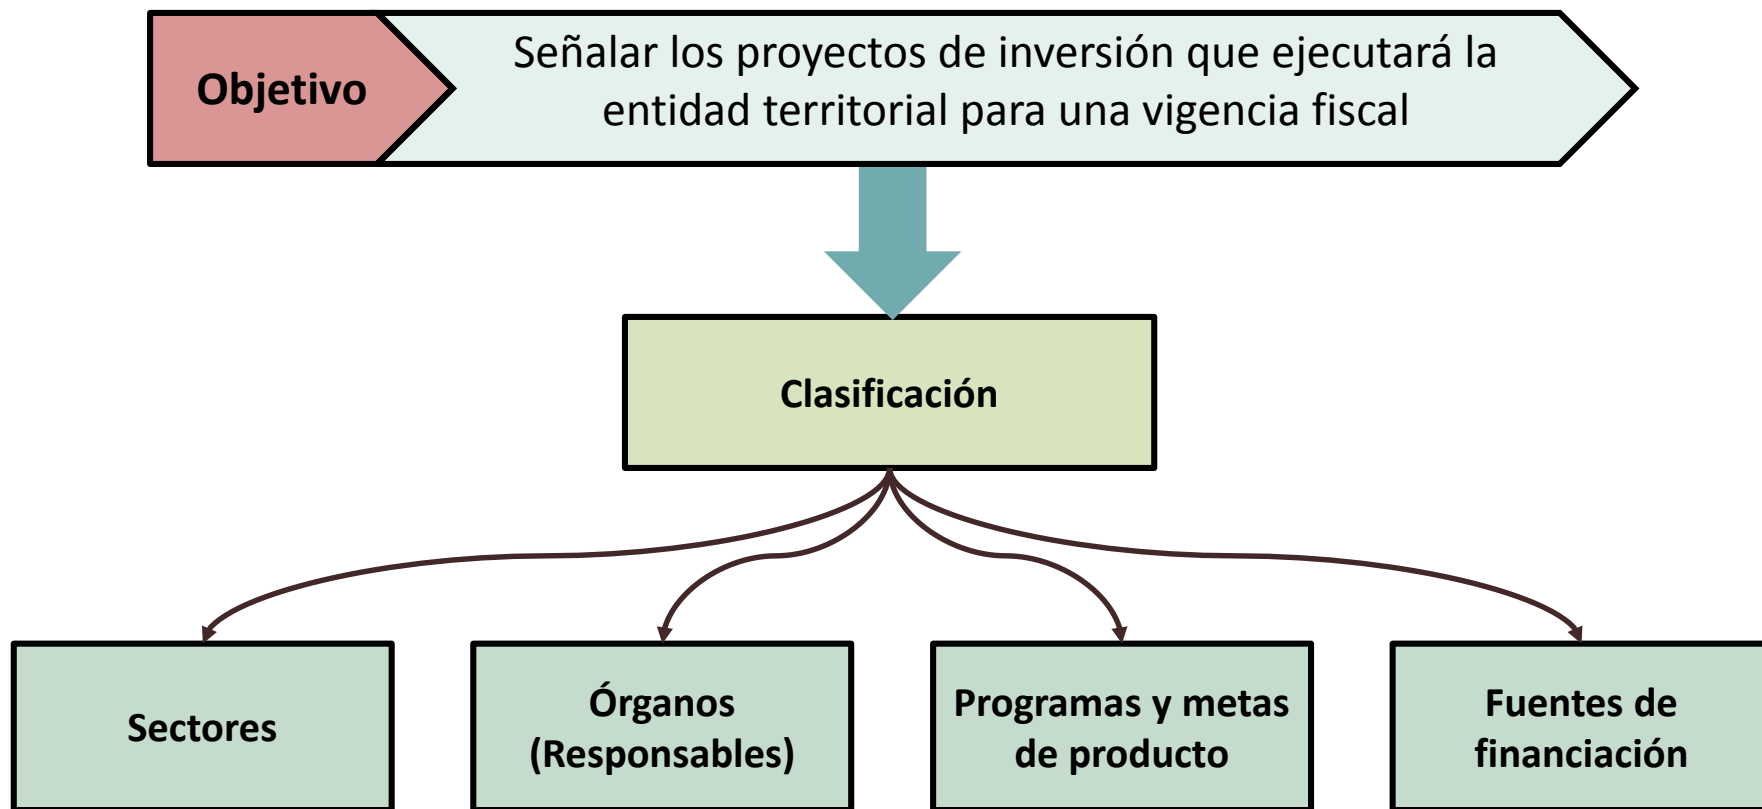 Objetivo
Señalar los proyectos de inversión que ejecutará la
entidad territorial para una vigencia fiscal
Clasificación
Sectores
Órganos
(Responsables)
Programas y metas
de producto
Fuentes de
financiación